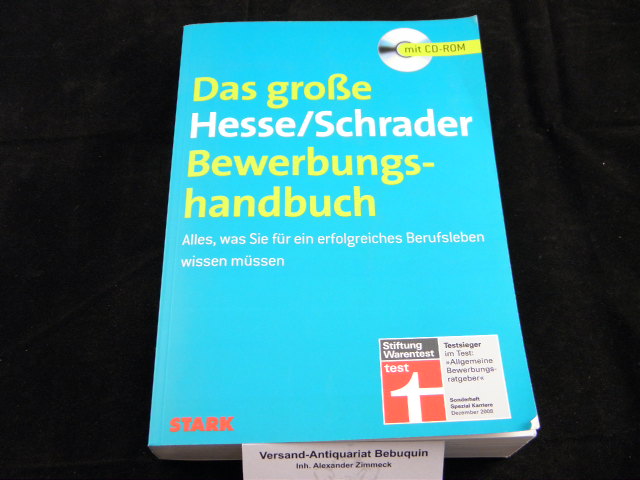 mit CD-ROM
Das große
Hesse/Schrader
Bewerbungs-
handbuch
Alles, was Sie für ein erfolgreiches Berufsleben
wissen müssen
Stiftung
Warentest
test
Testsieger
im Test:
»Allgemeine
Bewerbungs-
ratgeber«
Sonderheft
Spezial Karriere
Dezember 2008
STARK
Versand-Antiquariat Bebuquin
Inh. Alexander Zimmeck